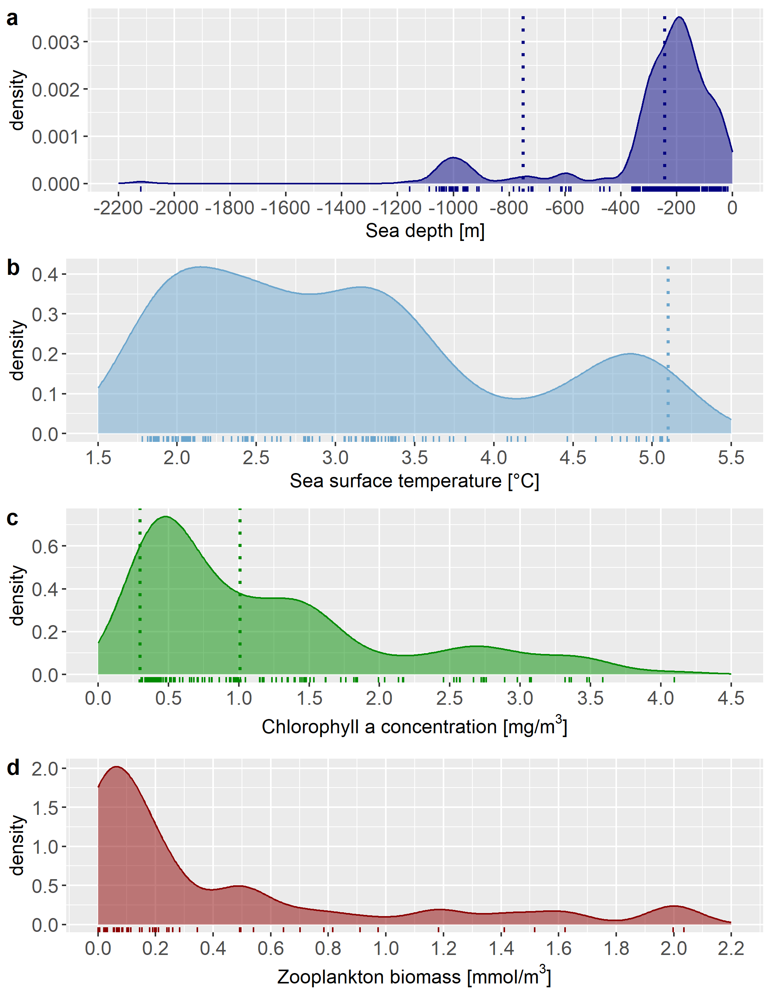 a
0.003
0.002
0.001
0.000
density
-2200 -2000 -1800 -1600 -1400 -1200 -1000 -800 -600 -400 -200 0
Sea depth [m]
b
0.4
0.3
0.2
0.1
0.0
density
1.5 2.0 2.5 3.0 3.5 4.0 4.5 5.0 5.5
Sea surface temperature [°C]
c
0.6
0.4
0.2
0.0
density
0.0 0.5 1.0 1.5 2.0 2.5 3.0 3.5 4.0 4.5
Chlorophyll a concentration [mg/m³]
d
2.0
1.5
1.0
0.5
0.0
density
0.0 0.2 0.4 0.6 0.8 1.0 1.2 1.4 1.6 1.8 2.0 2.2
Zooplankton biomass [mmol/m³]